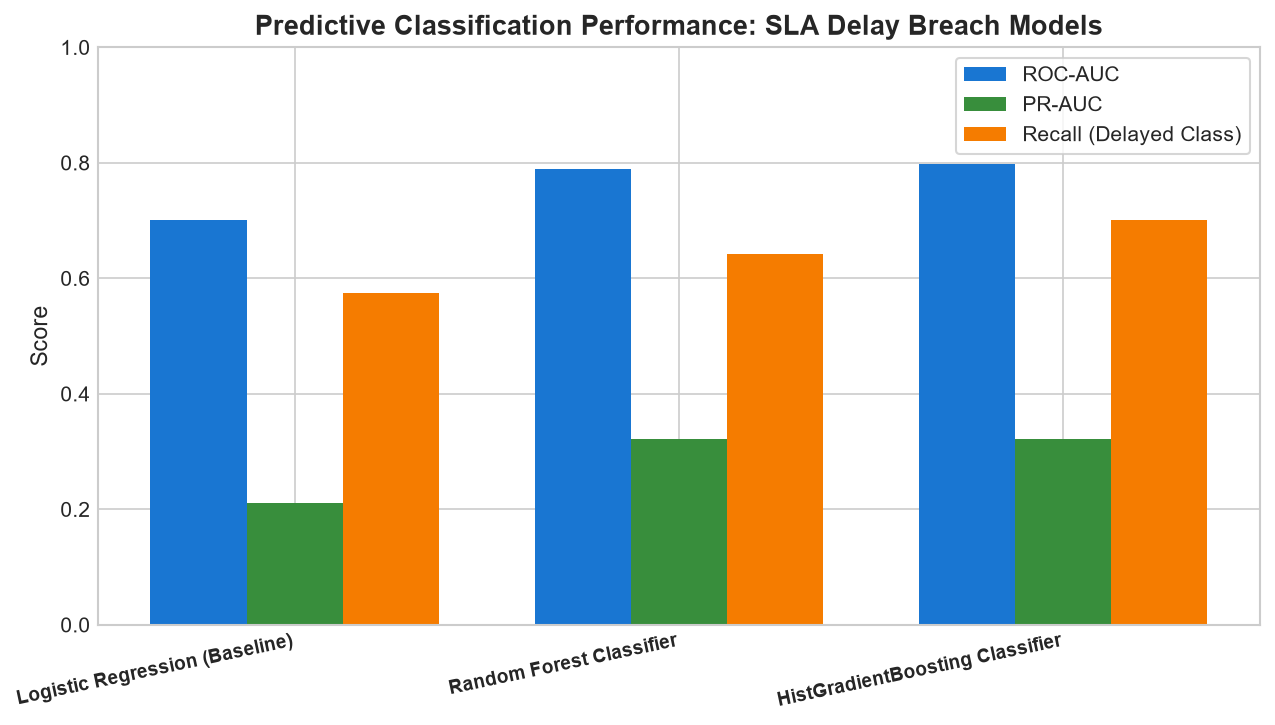 Predictive Classification Performance: SLA Delay Breach Models
ROC-AUC
PR-AUC
Recall (Delayed Class)
Score
1.0
0.8
0.6
0.4
0.2
0.0
Logistic Regression (Baseline)
Random Forest Classifier
HistGradientBoosting Classifier